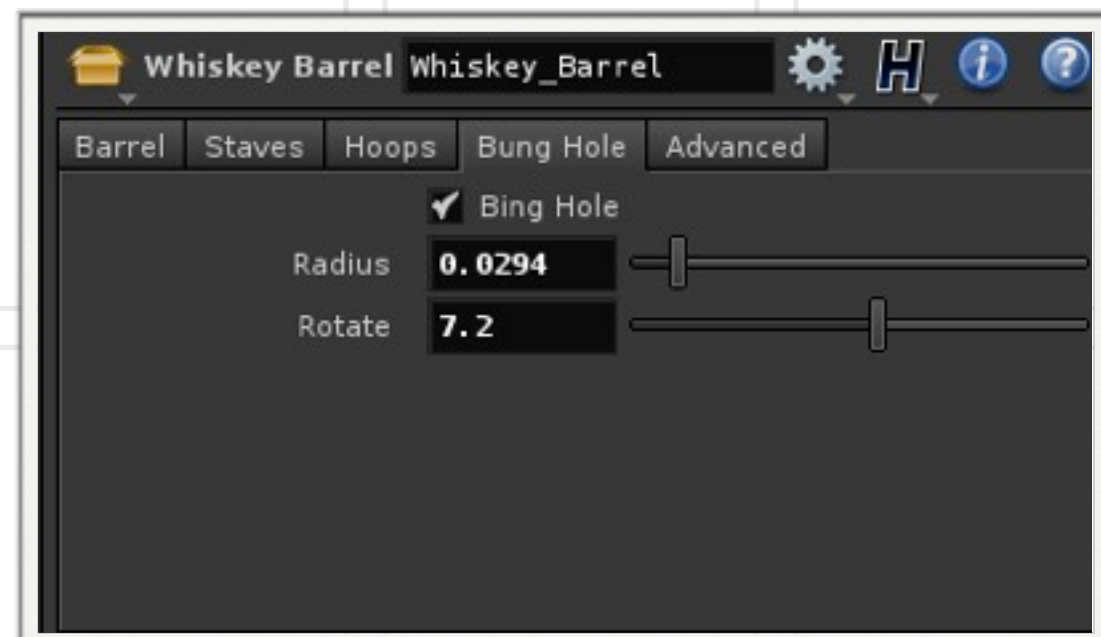 Whiskey Barrel Whiskey_Barrel
Barrel Staves Hoops Bung Hole Advanced
Bing Hole
Radius 0.0294
Rotate 7.2